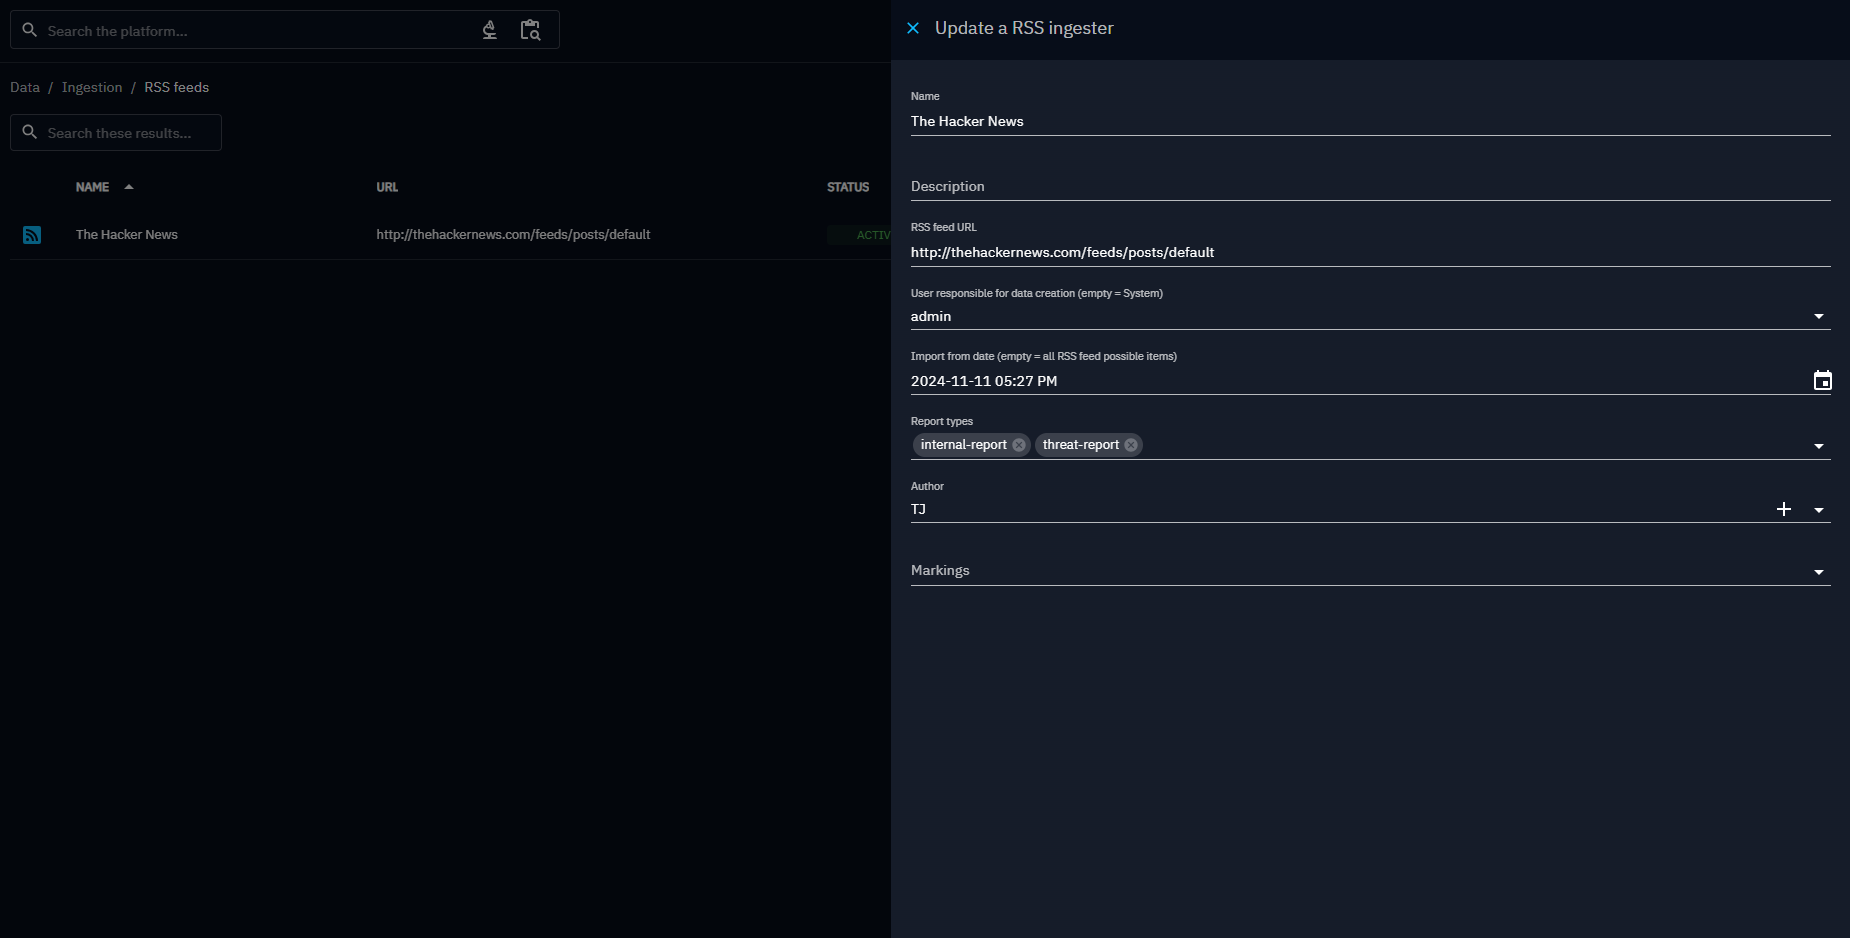 Search the platform...
Data / Ingestion / RSS feeds
Search these results...
NAME URL STATUS
The Hacker News http://thehackernews.com/feeds/posts/default ACTIV
Update a RSS ingester
Name
The Hacker News
Description
RSS feed URL
http://thehackernews.com/feeds/posts/default
User responsible for data creation (empty = System)
admin
Import from date (empty = all RSS feed possible items)
2024-11-11 05:27 PM
Report types
internal-report threat-report
Author
TJ
Markings